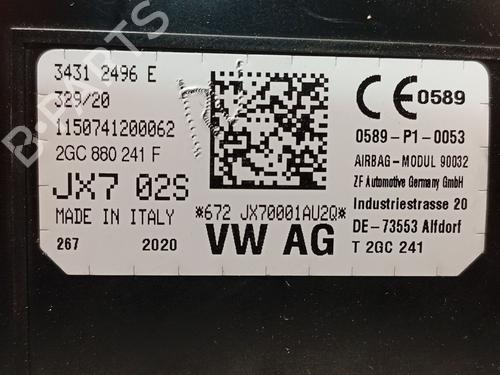 3431 2496 E
329/20
1150741200062
2GC 880 241 F
JX7 02S
MADE IN ITALY
267 2020
*672 JX70001AU2Q*
VW AG
CE 0589
0589-P1-0053
AIRBAG-MODUL 90032
ZF Automotive Germany GmbH
Industriestrasse 20
DE-73553 Alfdorf
T 2GC 241
B-PARTS